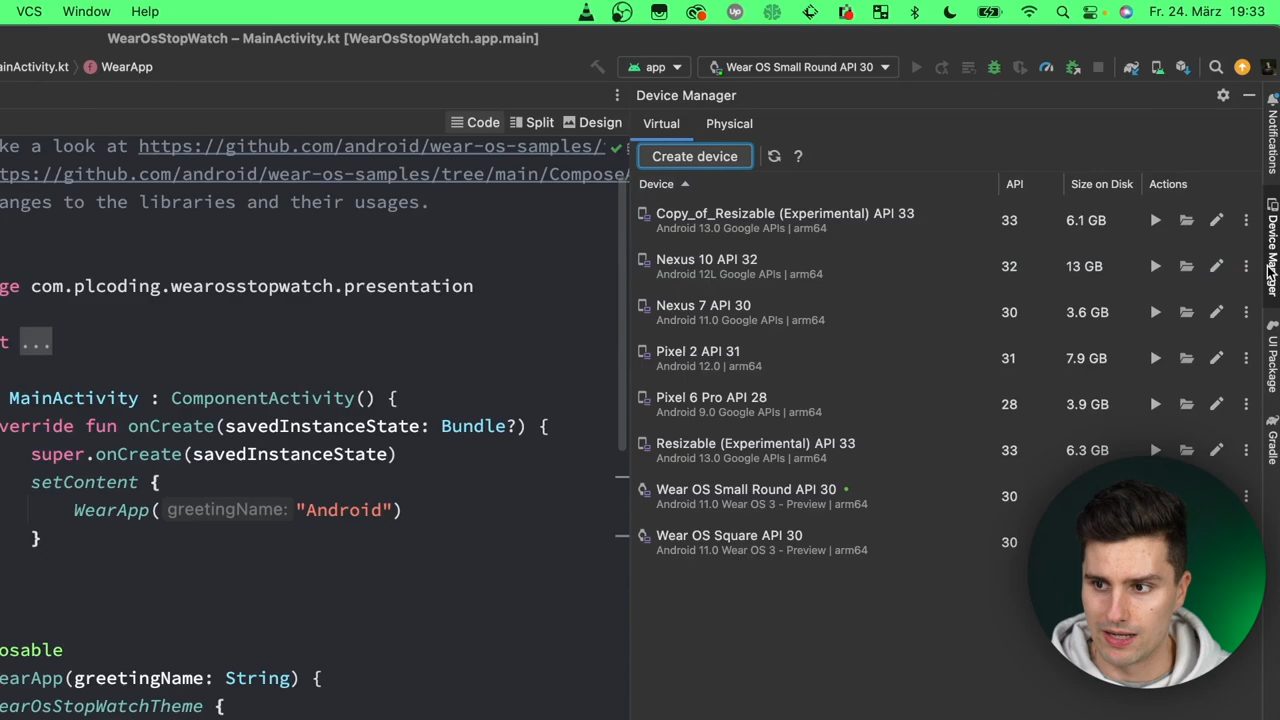 VCS Window Help Up Fr. 24. März 19:33
WearOsStopWatch – MainActivity.kt [WearOsStopWatch.app.main]
ainActivity.kt WearApp app Wear OS Small Round API 30
Device Manager
Code Split Design
Virtual Physical
Create device ?
Device API Size on Disk Actions
Copy_of_Resizable (Experimental) API 33
Android 13.0 Google APIs | arm64
33 6.1 GB
Nexus 10 API 32
Android 12L Google APIs | arm64
32 13 GB
Nexus 7 API 30
Android 11.0 Google APIs | arm64
30 3.6 GB
Pixel 2 API 31
Android 12.0 | arm64
31 7.9 GB
Pixel 6 Pro API 28
Android 9.0 Google APIs | arm64
28 3.9 GB
Resizable (Experimental) API 33
Android 13.0 Google APIs | arm64
33 6.3 GB
Wear OS Small Round API 30
Android 11.0 Wear OS 3 - Preview | arm64
30
Wear OS Square API 30
Android 11.0 Wear OS 3 - Preview | arm64
30
ake a look at https://github.com/android/wear-os-samples/
tps://github.com/android/wear-os-samples/tree/main/ComposeA
anges to the libraries and their usages.
ge com.plcoding.wearosstopwatch.presentation
t ...
MainActivity : ComponentActivity() {
verride fun onCreate(savedInstanceState: Bundle?) {
super.onCreate(savedInstanceState)
setContent {
WearApp( greetingName: "Android")
}
osable
earApp(greetingName: String) {
earOsStopWatchTheme {
Notifications
Device Manager
UI Package
Gradle